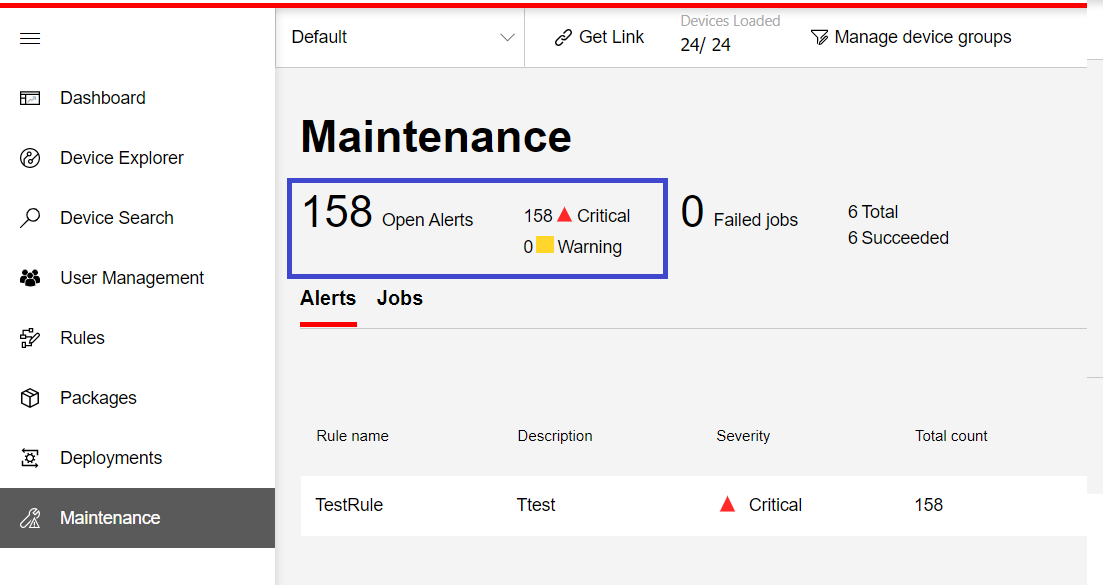 Default
Get Link
Devices Loaded
24/ 24
Manage device groups
Dashboard
Device Explorer
Device Search
User Management
Rules
Packages
Deployments
Maintenance
Maintenance
158 Open Alerts
158 Critical
0 Warning
0 Failed jobs
6 Total
6 Succeeded
Alerts Jobs
Rule name Description Severity Total count
TestRule Ttest Critical 158